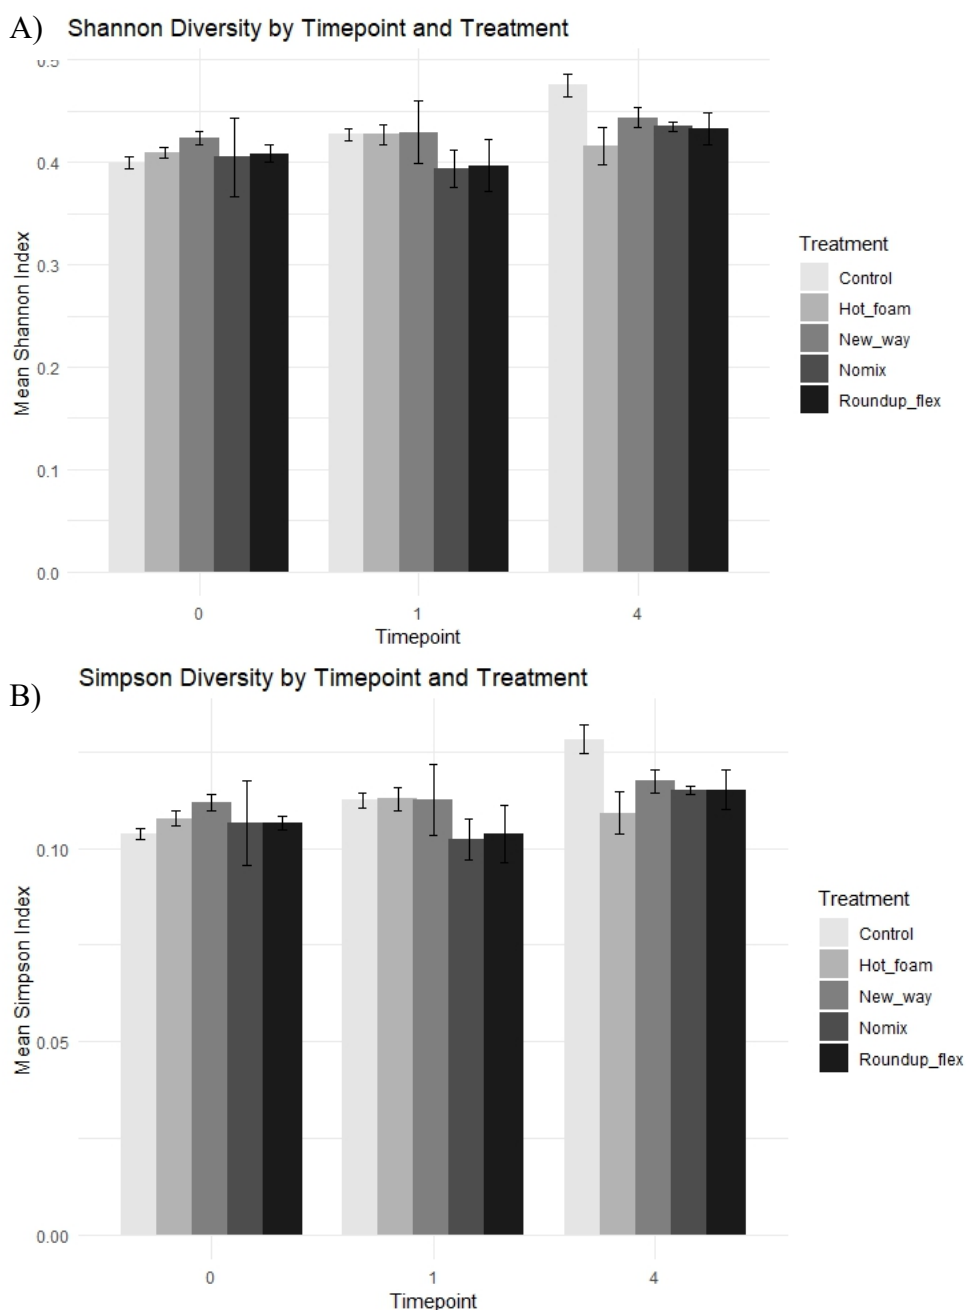 A) Shannon Diversity by Timepoint and Treatment
0.5
0.4
0.3
0.2
0.1
0.0
Mean Shannon Index
0 1 4
Timepoint
Treatment
Control
Hot_foam
New_way
Nomix
Roundup_flex
B) Simpson Diversity by Timepoint and Treatment
0.10
0.05
0.00
Mean Simpson Index
0 1 4
Timepoint
Treatment
Control
Hot_foam
New_way
Nomix
Roundup_flex